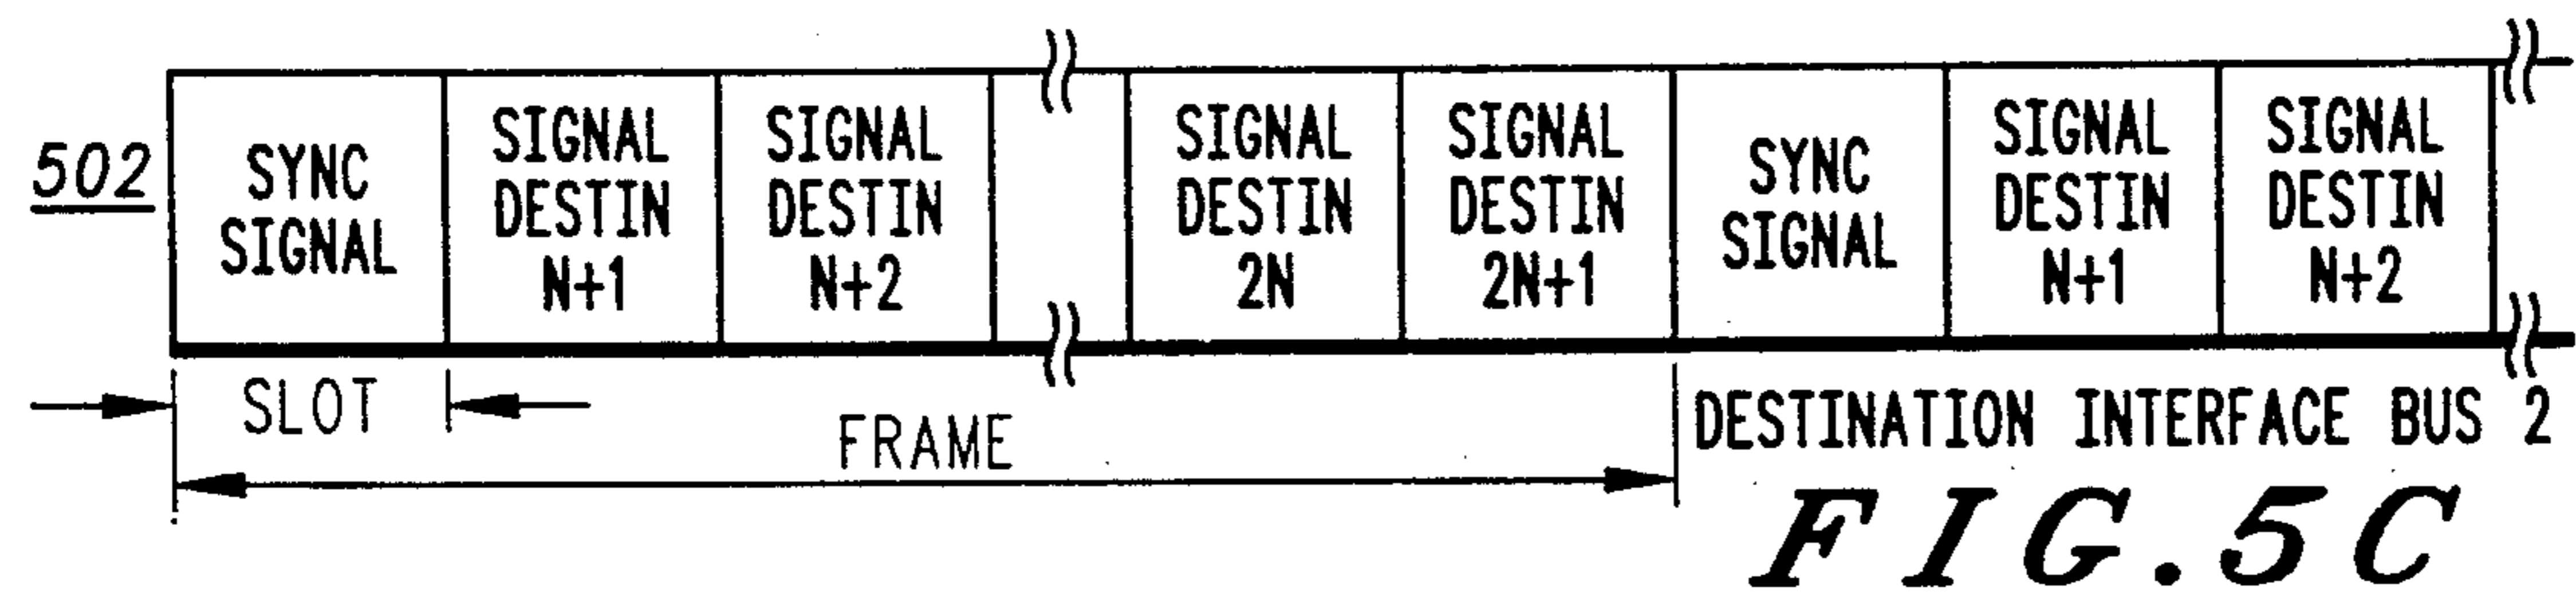 502
SYNC
SIGNAL
SIGNAL
DESTIN
N+1
SIGNAL
DESTIN
N+2
SIGNAL
DESTIN
2N
SIGNAL
DESTIN
2N+1
SYNC
SIGNAL
SIGNAL
DESTIN
N+1
SIGNAL
DESTIN
N+2
SLOT
FRAME
DESTINATION INTERFACE BUS 2
FIG.5C